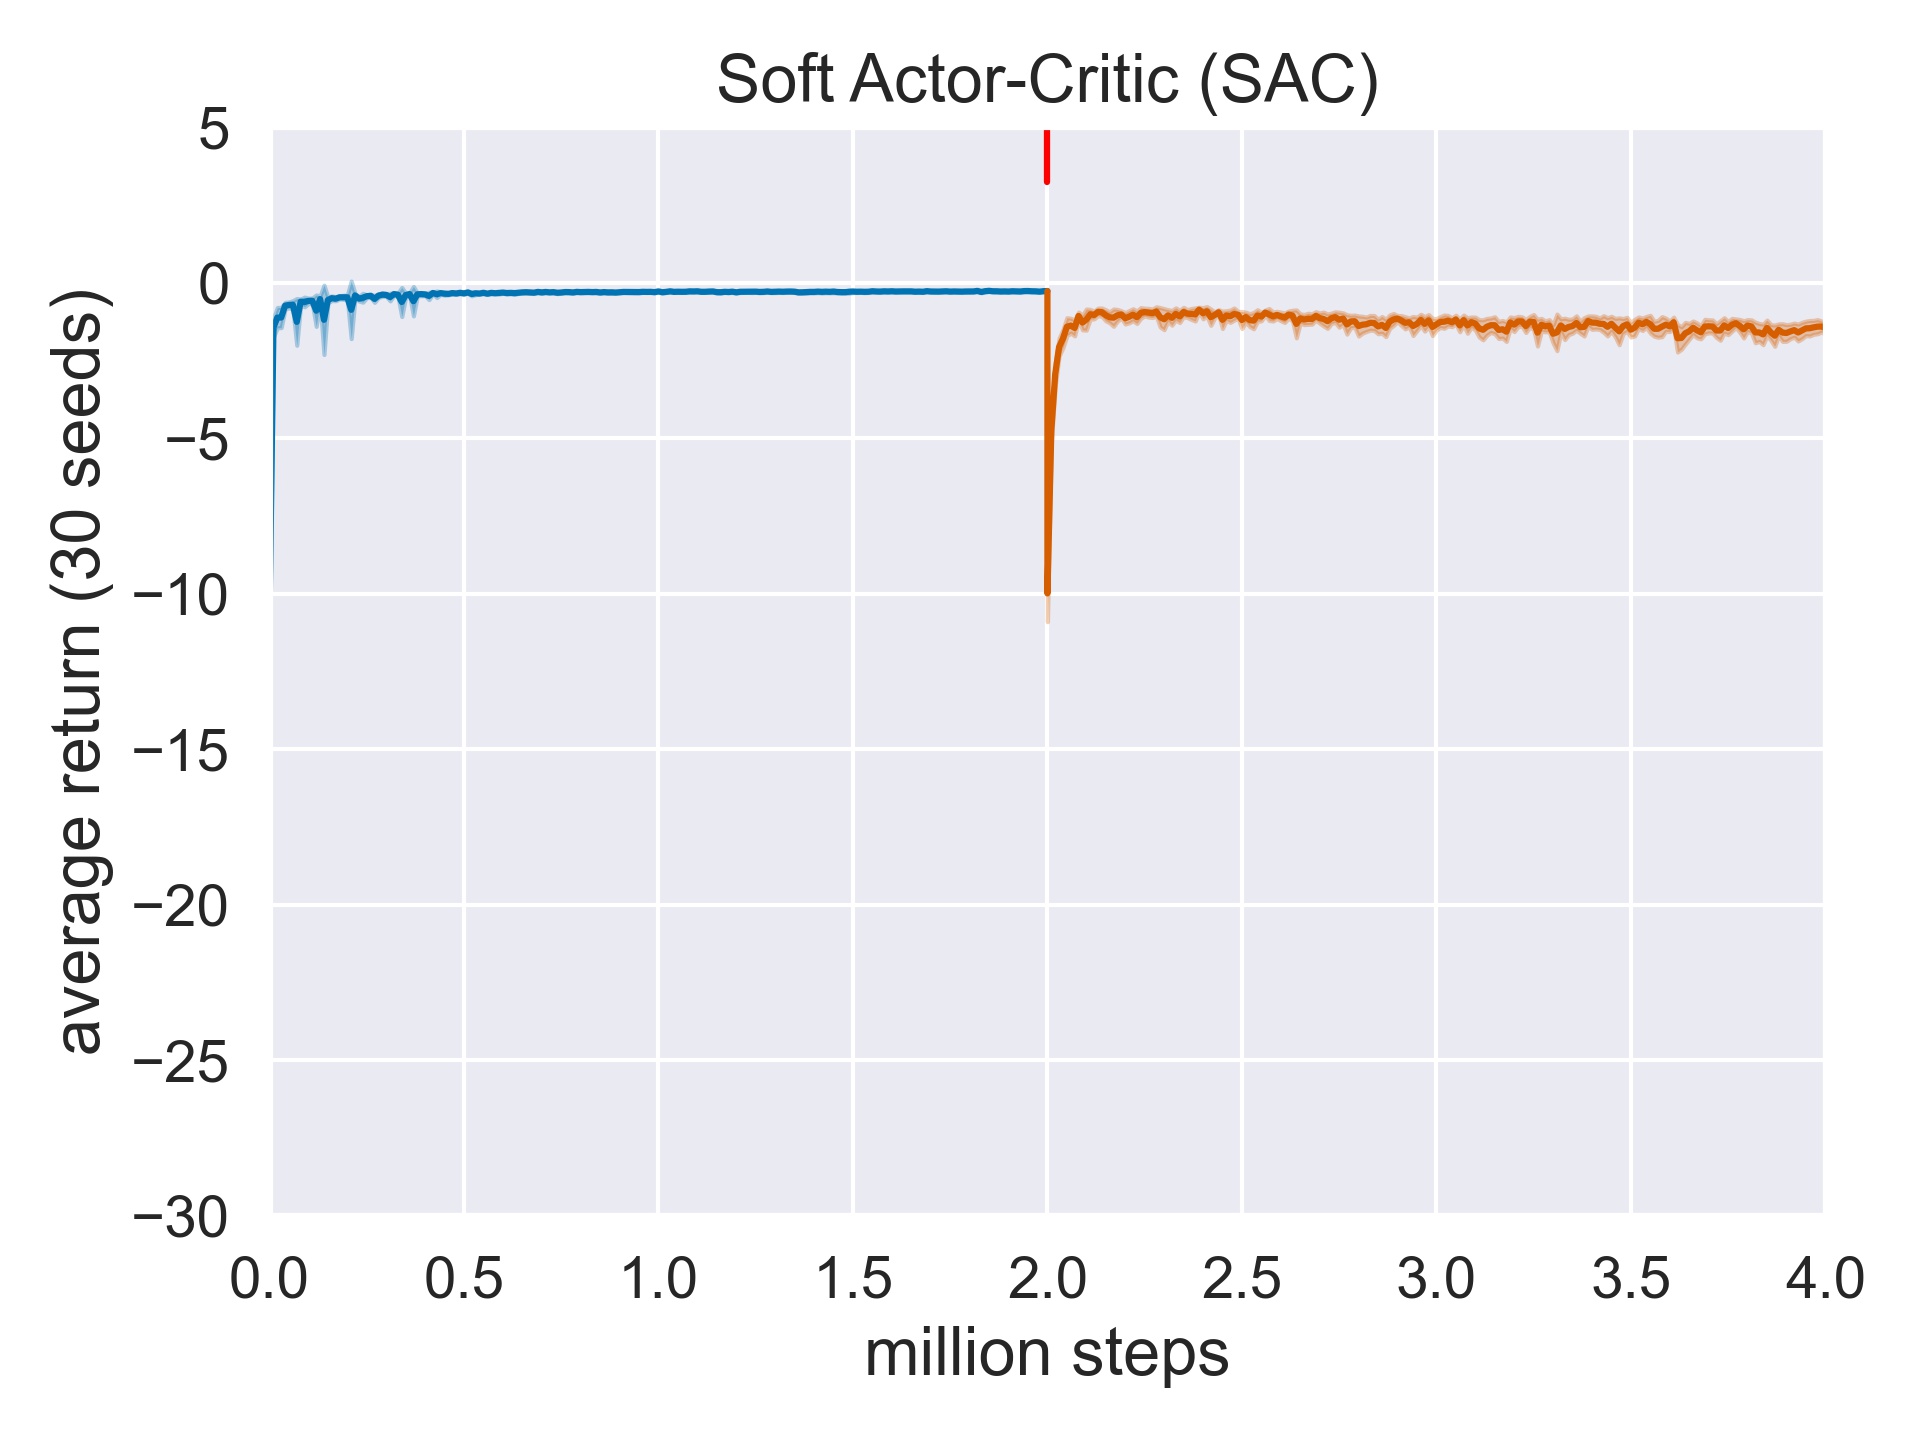 Soft Actor-Critic (SAC)
5
0
−5
−10
−15
−20
−25
−30
average return (30 seeds)
0.0 0.5 1.0 1.5 2.0 2.5 3.0 3.5 4.0
million steps